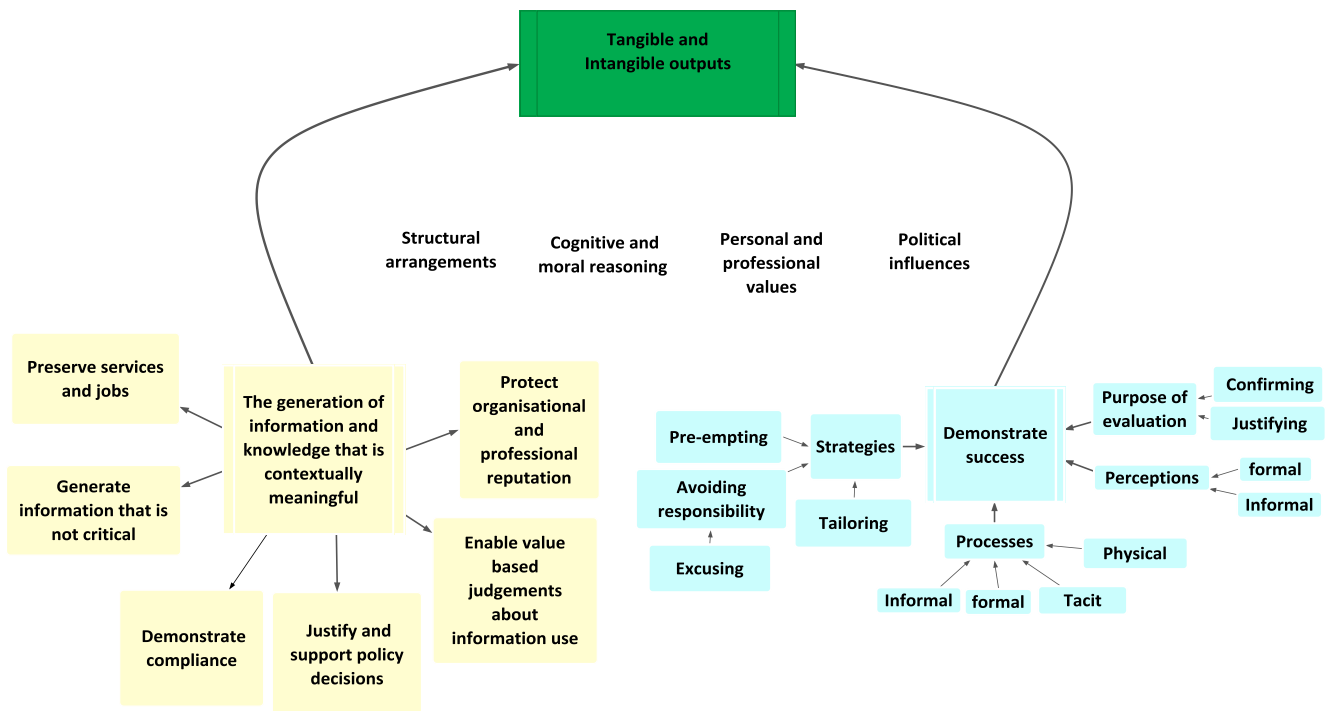 Tangible and
Intangible outputs
Structural
arrangements
Cognitive and
moral reasoning
Personal and
professional
values
Political
influences
Preserve services
and jobs
The generation of
information and
knowledge that is
contextually
meaningful
Protect
organisational
and
professional
reputation
Generate
information that is
not critical
Enable value
based
judgements
about
information use
Demonstrate
compliance
Justify and
support policy
decisions
Pre-empting
Strategies
Avoiding
responsibility
Tailoring
Excusing
Demonstrate
success
Purpose of
evaluation
Confirming
Justifying
Perceptions
formal
Informal
Processes
Physical
Informal
formal
Tacit